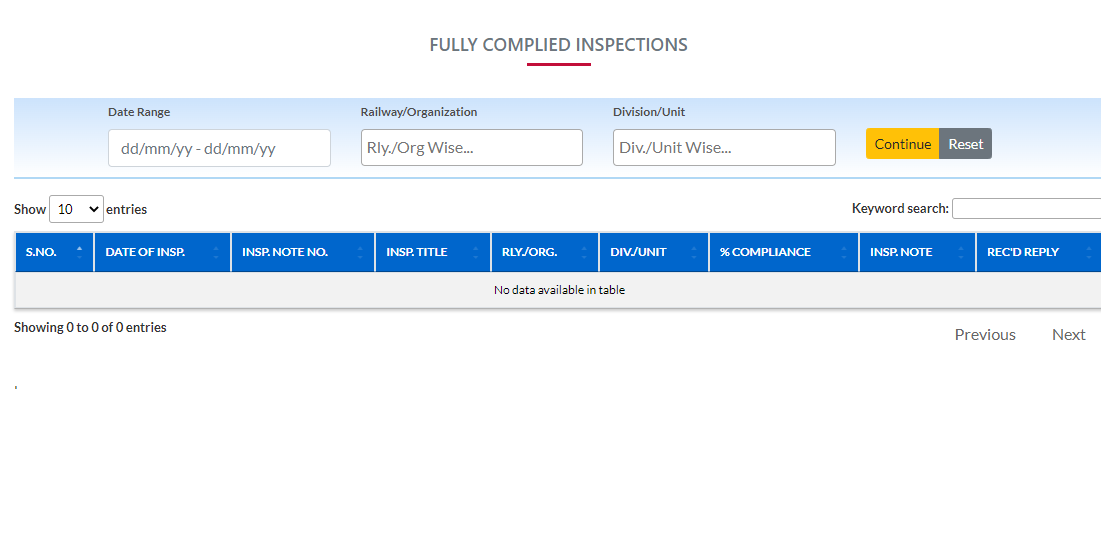 FULLY COMPLIED INSPECTIONS
Date Range Railway/Organization Division/Unit
dd/mm/yy - dd/mm/yy Rly./Org Wise... Div./Unit Wise... Continue Reset
Show 10 entries Keyword search:
S.NO. DATE OF INSP. INSP. NOTE NO. INSP. TITLE RLY./ORG. DIV./UNIT % COMPLIANCE INSP. NOTE REC'D REPLY
No data available in table
Showing 0 to 0 of 0 entries
Previous Next